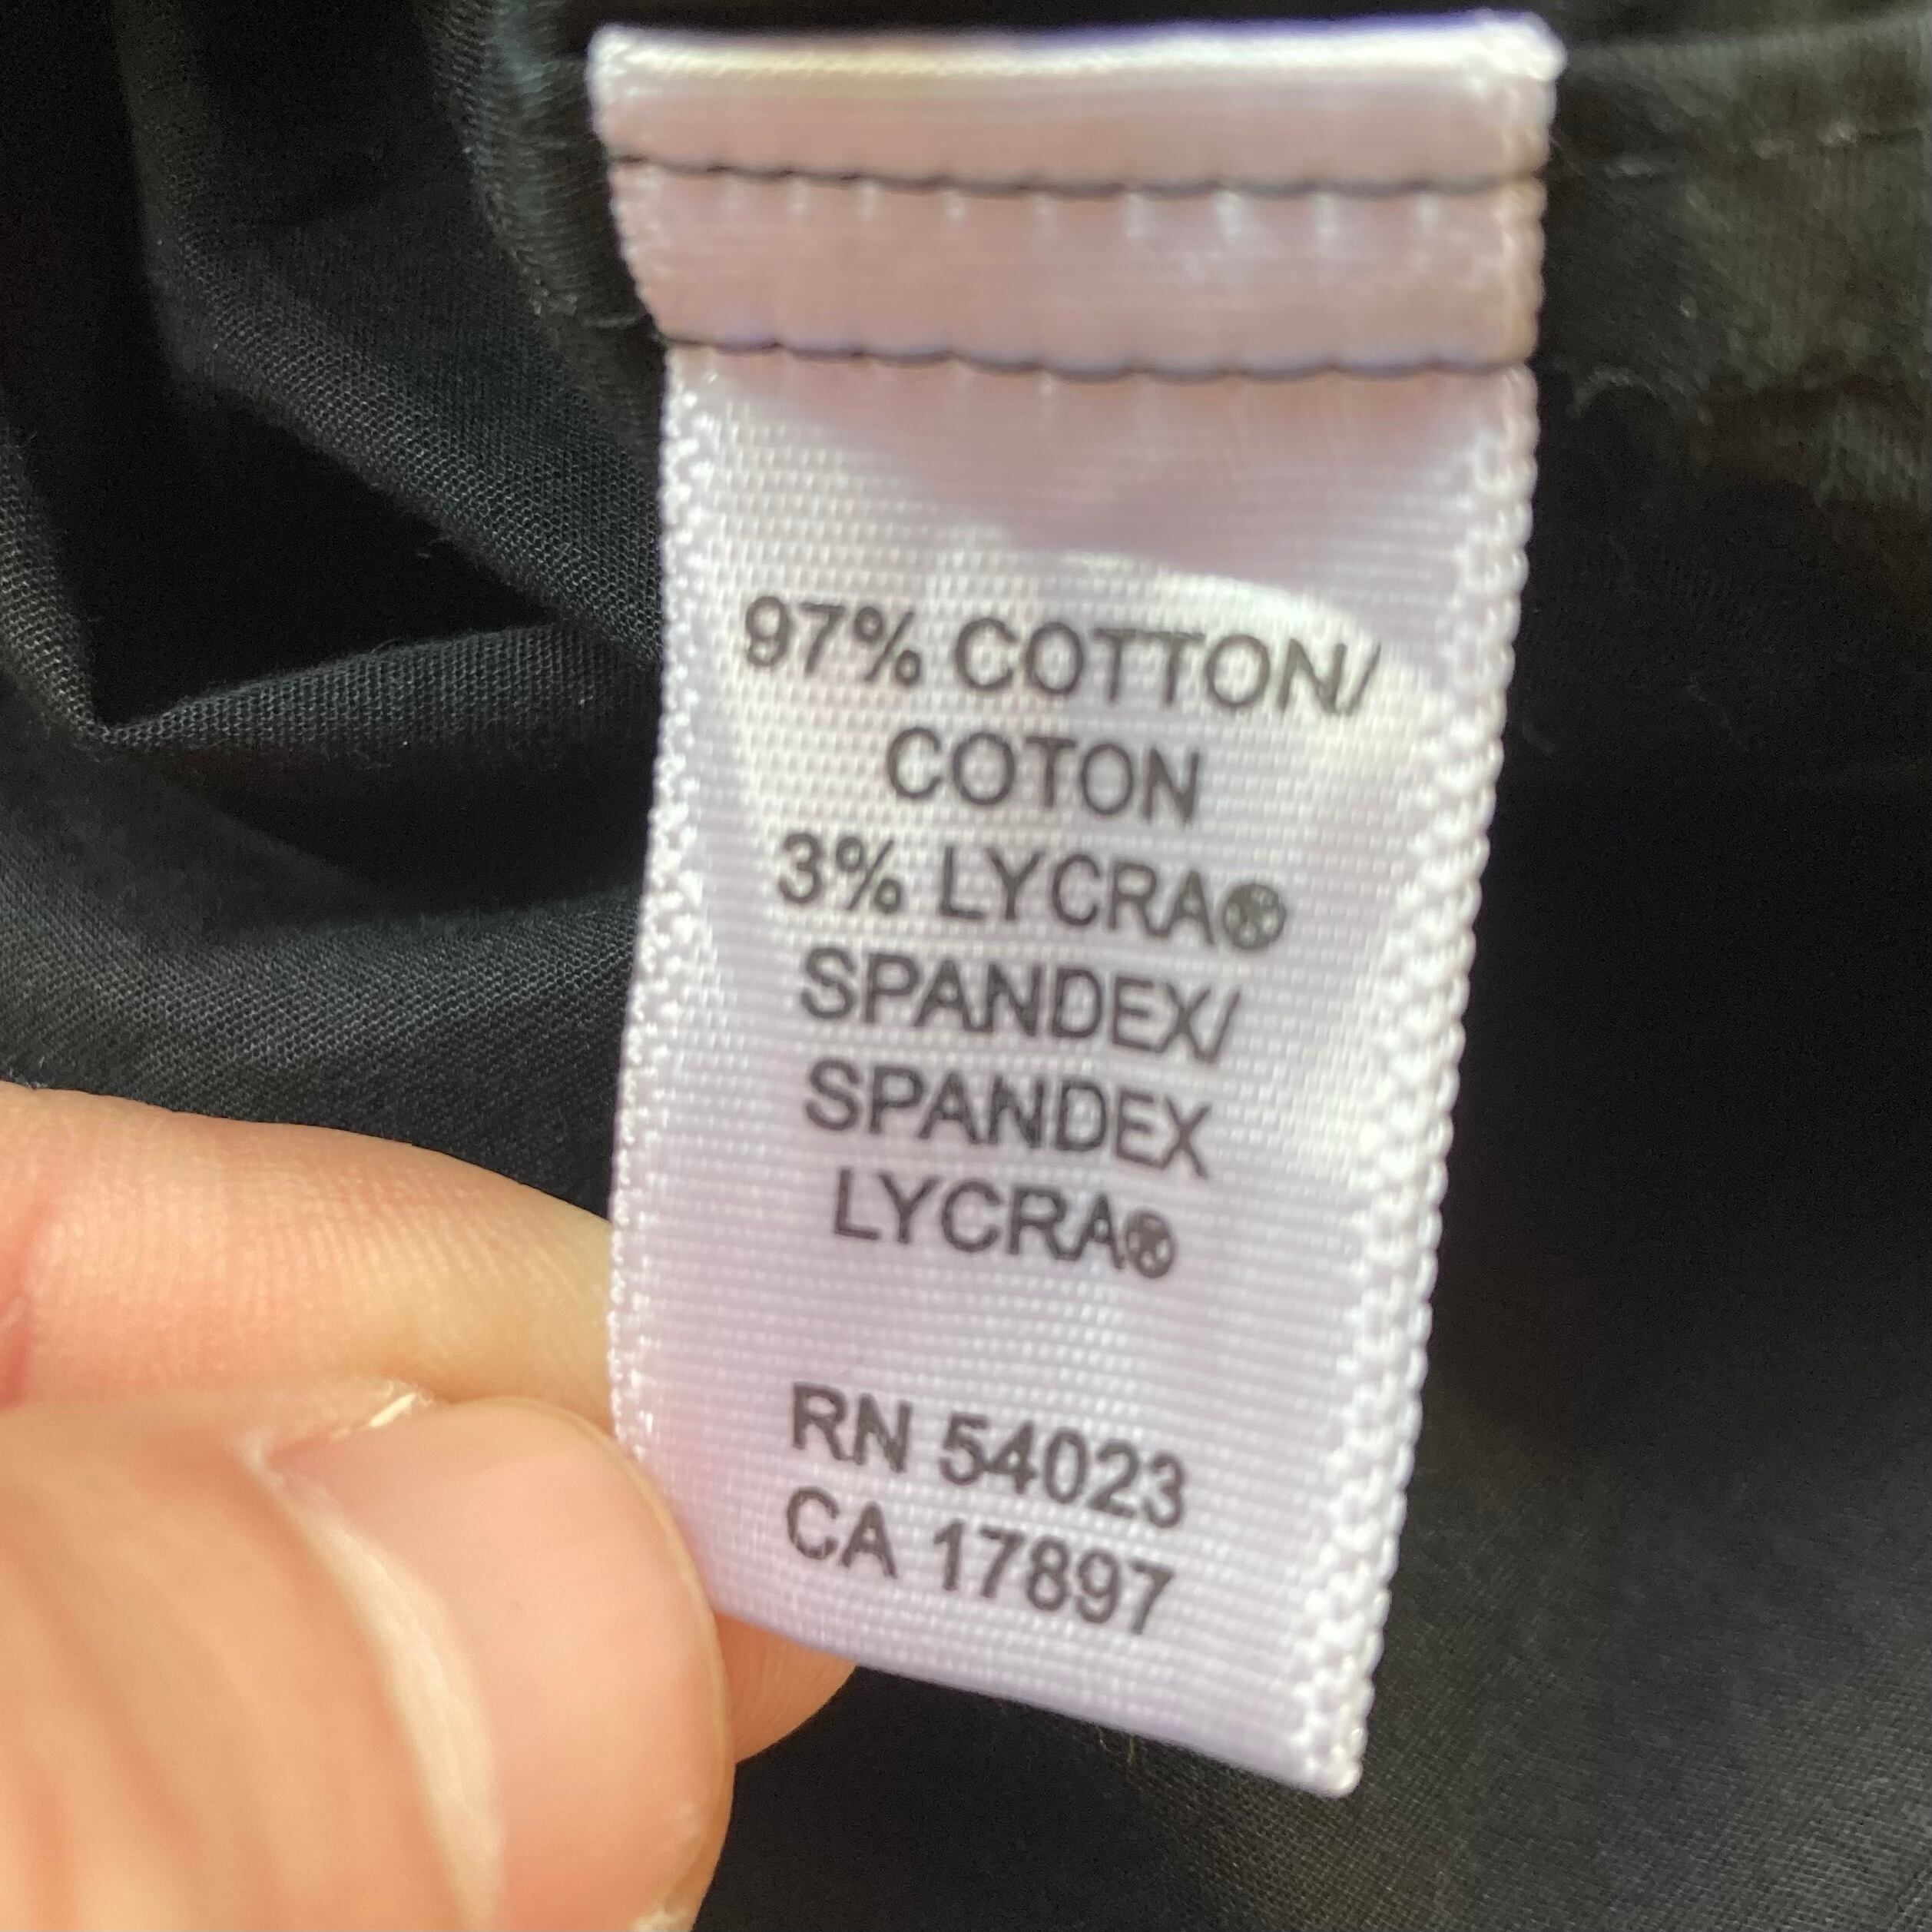 97% COTTON/
COTON
3% LYCRA®
SPANDEX/
SPANDEX
LYCRA®
RN 54023
CA 17897